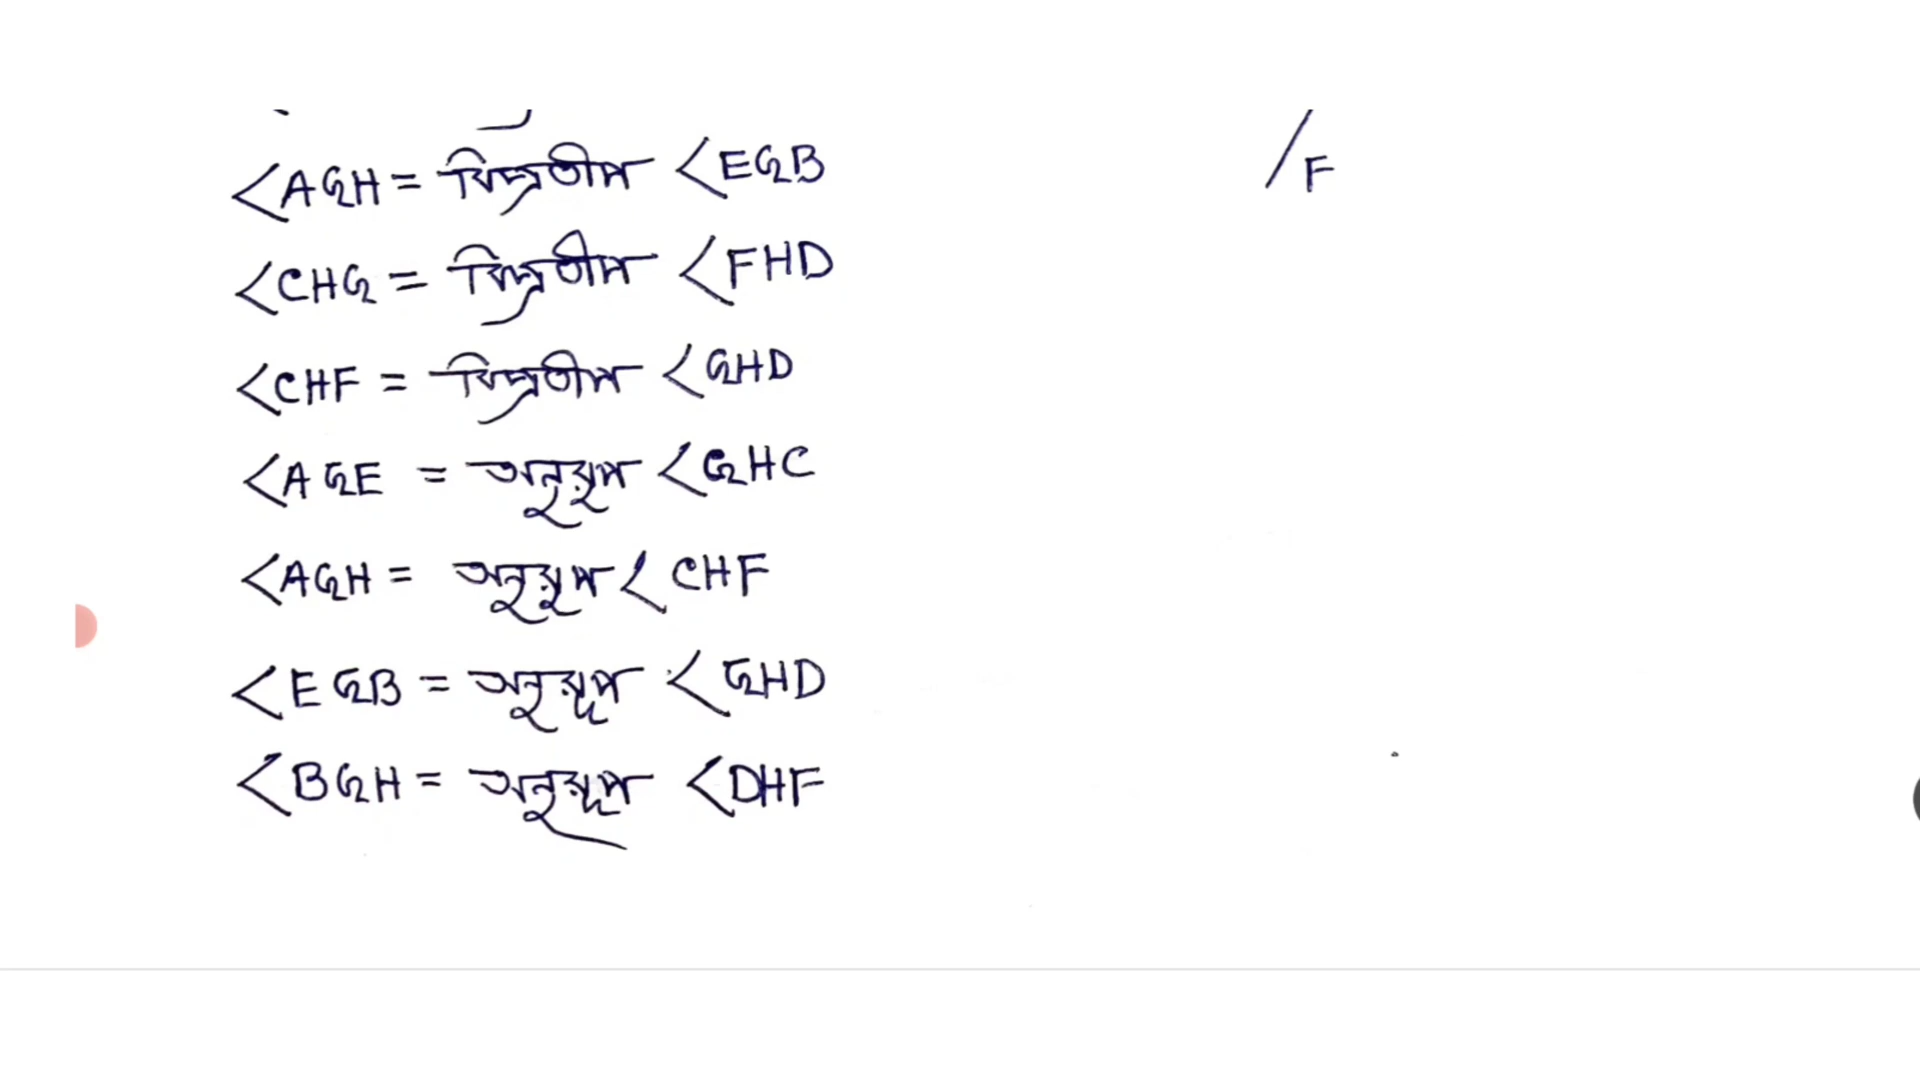 <AGH = বিপ্রতীপ <EGB
F
<CHG = বিপ্রতীপ <FHD
<CHF = বিপ্রতীপ <GHD
<AGE = অনুরূপ <GHC
<AGH = অনুরূপ < CHF
<EGB = অনুরূপ <GHD
<BGH = অনুরূপ <DHF